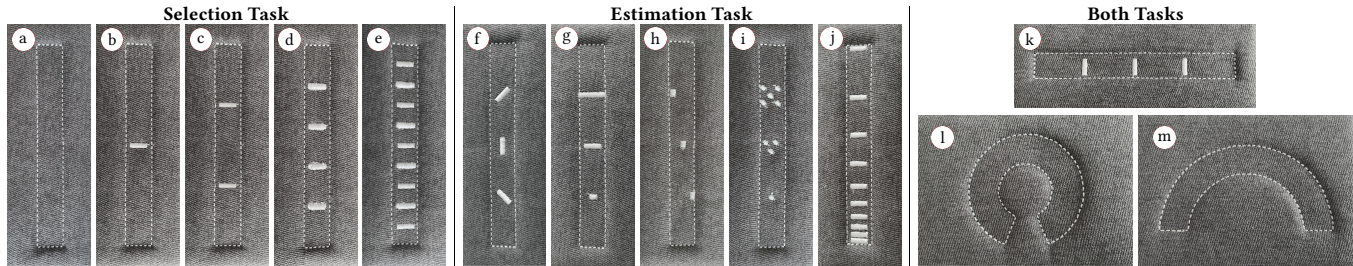 Selection Task
Estimation Task
Both Tasks
a
b
c
d
e
f
g
h
i
j
k
l
m